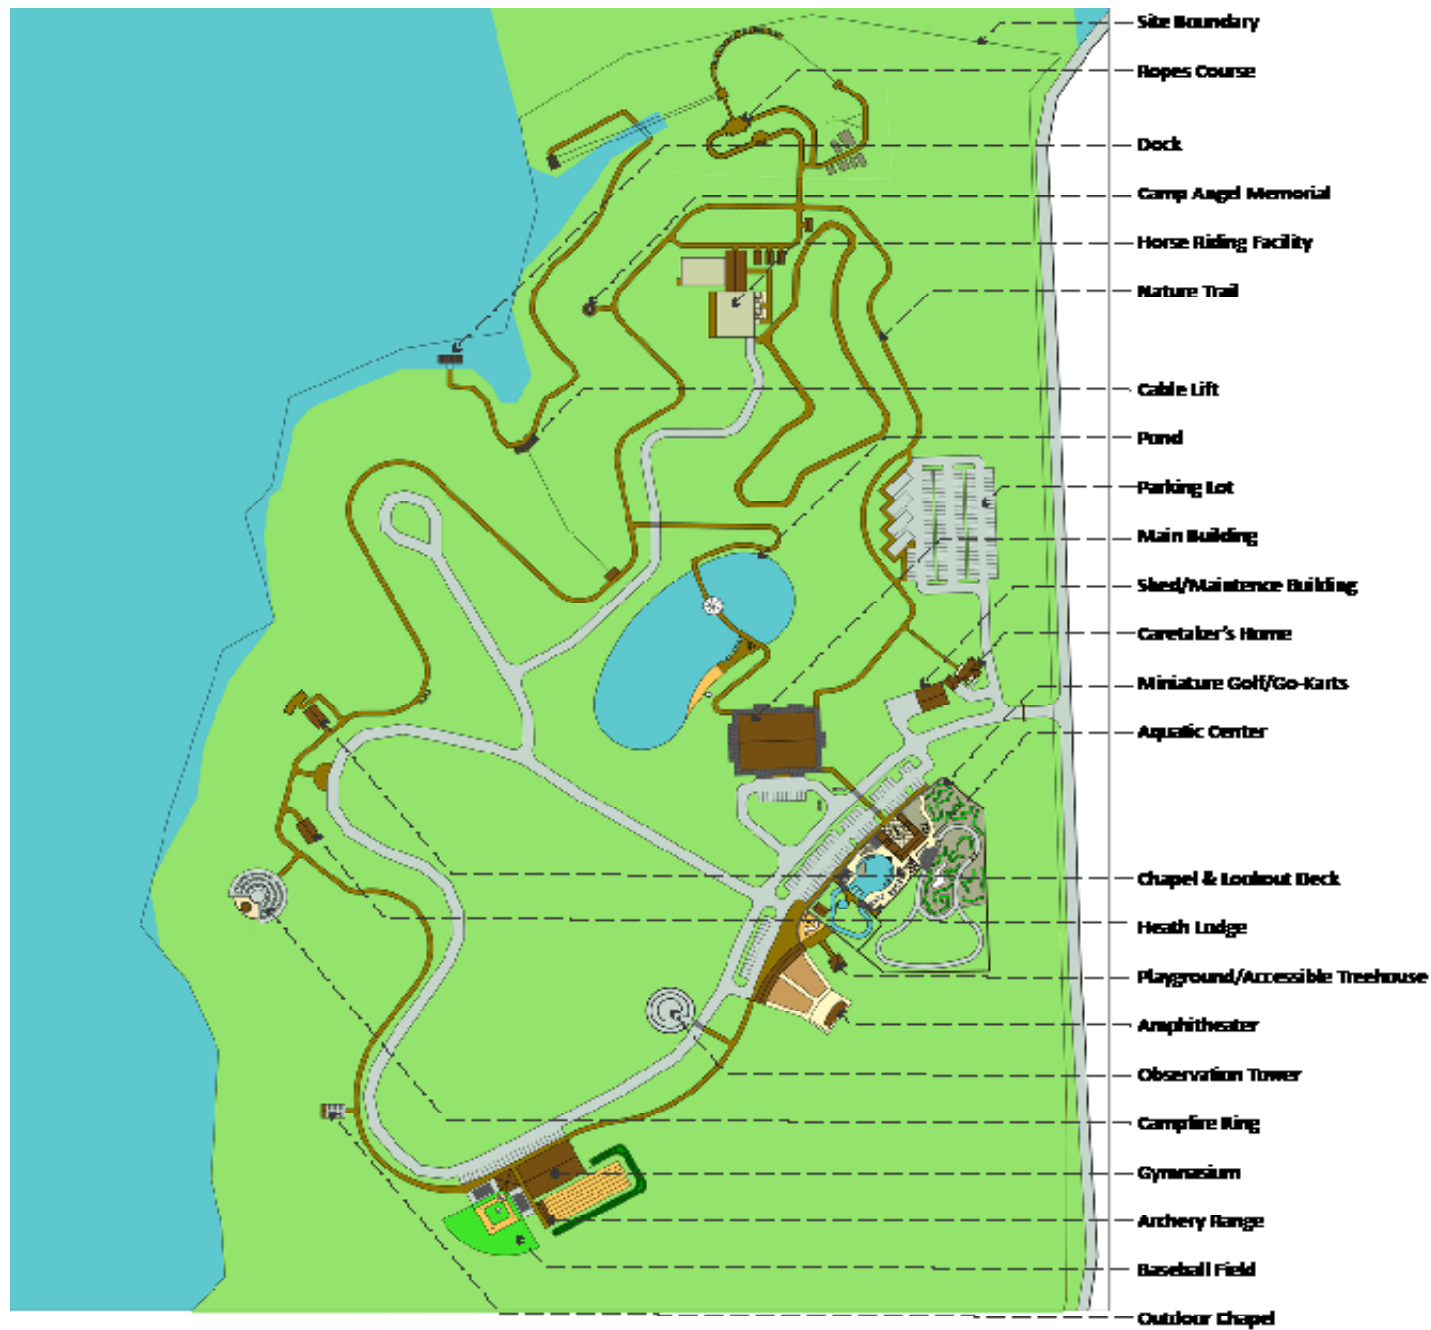 Site Boundary
Ropes Course
Dock
Camp Angel Memorial
Horse Riding Facility
Nature Trail
Cable Lift
Pond
Parking Lot
Main Building
Shed/Maintence Building
Caretaker's Home
Miniature Golf/Go-Karts
Aquatic Center
Chapel & Lookout Deck
Heath Lodge
Playground/Accessible Treehouse
Amphitheater
Observation Tower
Campfire Ring
Gymnasium
Archery Range
Baseball Field
Outdoor Chapel